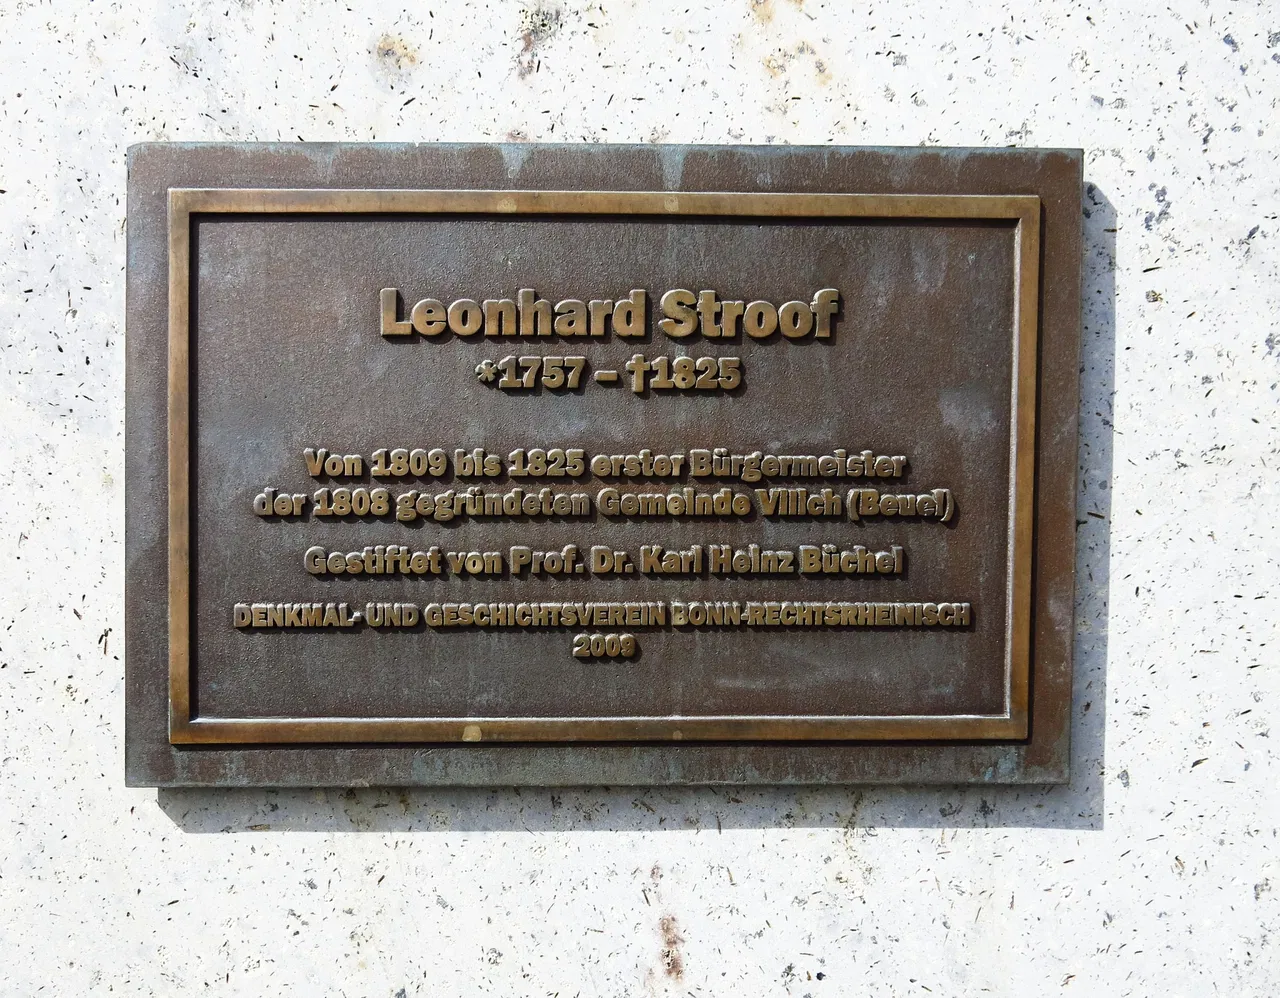 Leonhard Stroof
*1757 – †1825
Von 1809 bis 1825 erster Bürgermeister
der 1808 gegründeten Gemeinde Vilich (Beuel)
Gestiftet von Prof. Dr. Karl Heinz Büchel
DENKMAL- UND GESCHICHTSVEREIN BONN-RECHTSRHEINISCH
2009